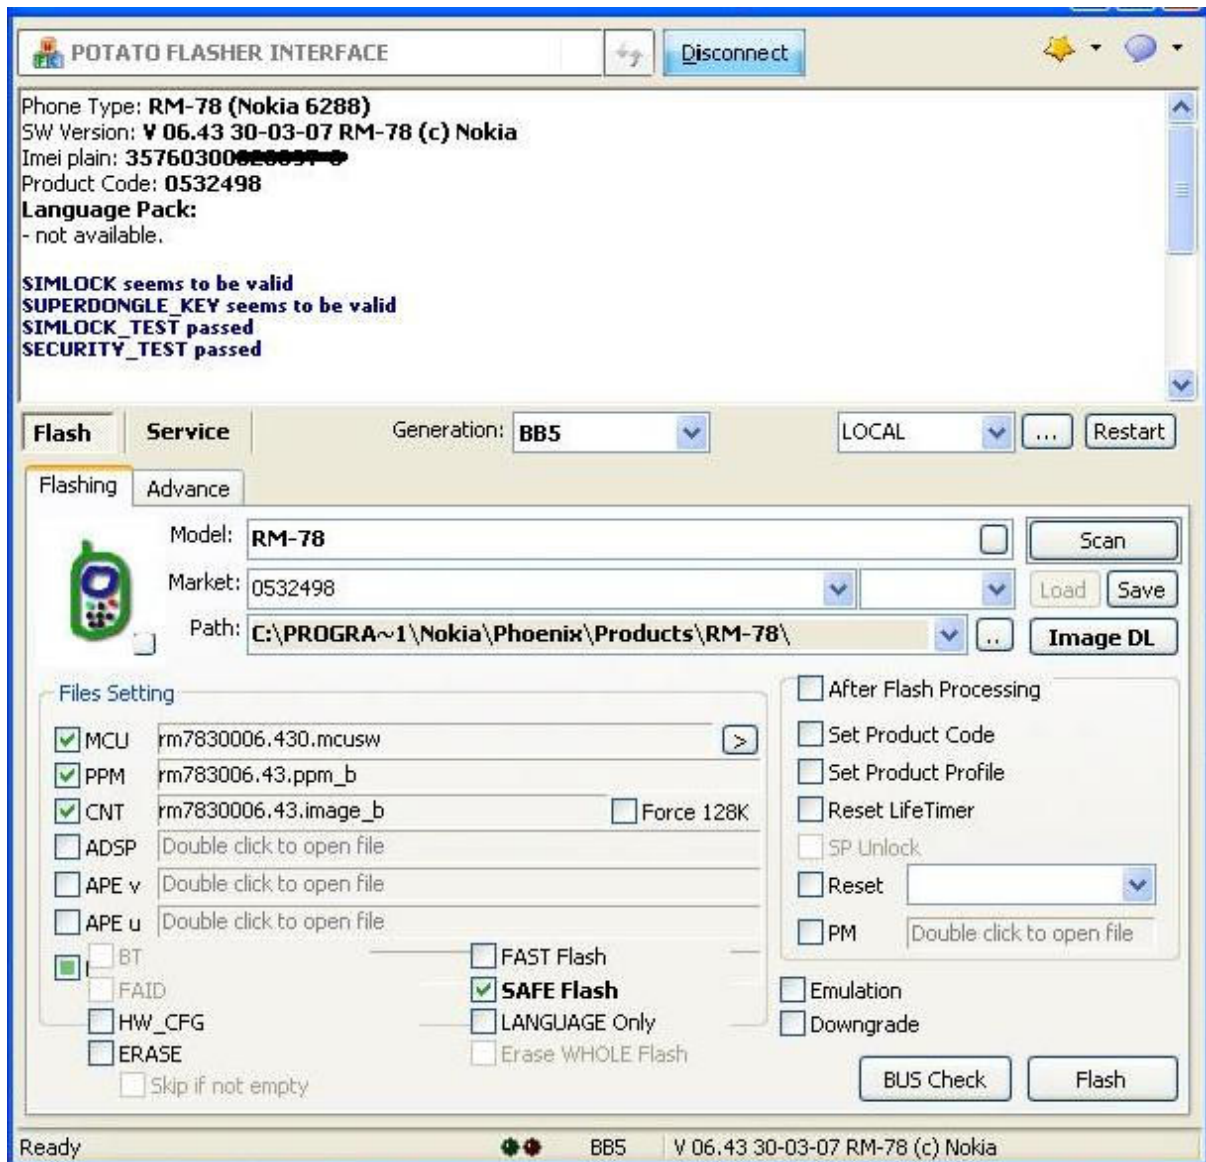 POTATO FLASHER INTERFACE
Disconnect
Phone Type: RM-78 (Nokia 6288)
SW Version: V 06.43 30-03-07 RM-78 (c) Nokia
Imei plain: 35760300
Product Code: 0532498
Language Pack:
- not available.
SIMLOCK seems to be valid
SUPERDONGLE_KEY seems to be valid
SIMLOCK_TEST passed
SECURITY_TEST passed
Flash
Service
Generation: BB5
LOCAL
...
Restart
Flashing
Advance
Model: RM-78
Scan
Market: 0532498
Load
Save
Path: C:\PROGRA~1\Nokia\Phoenix\Products\RM-78\
..
Image DL
Files Setting
MCU rm7830006.430.mcusw >
PPM rm783006.43.ppm_b
CNT rm7830006.43.image_b
Force 128K
ADSP Double click to open file
APE v Double click to open file
APE u Double click to open file
BT
FAID
HW_CFG
ERASE
Skip if not empty
FAST Flash
SAFE Flash
LANGUAGE Only
Erase WHOLE Flash
After Flash Processing
Set Product Code
Set Product Profile
Reset LifeTimer
SP Unlock
Reset
PM Double click to open file
Emulation
Downgrade
BUS Check
Flash
Ready
BB5
V 06.43 30-03-07 RM-78 (c) Nokia